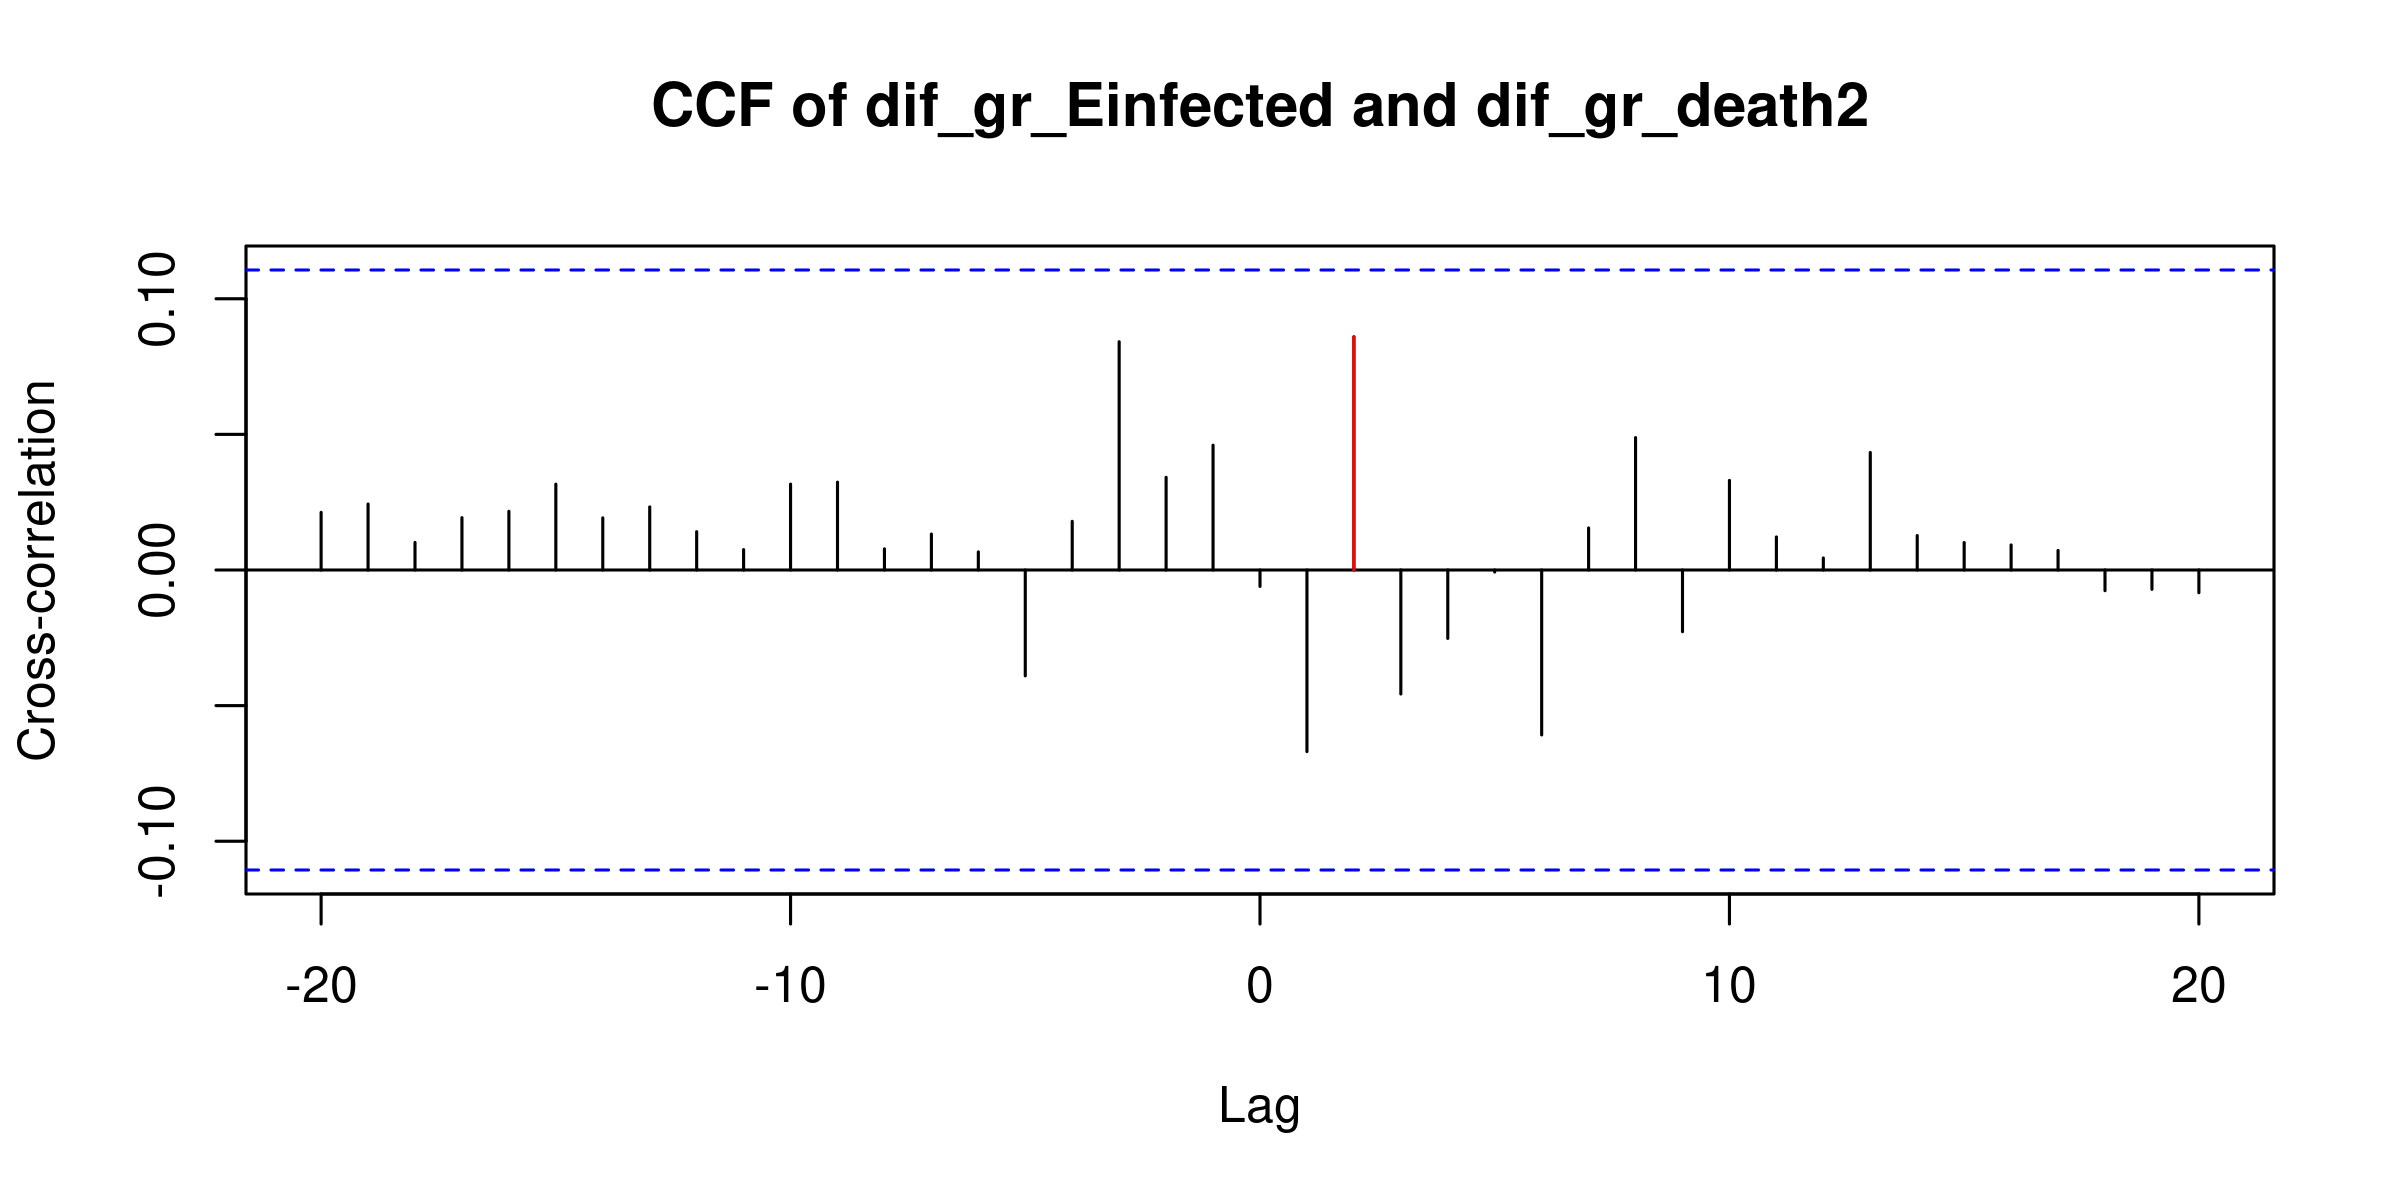 CCF of dif_gr_Einfected and dif_gr_death2
Cross-correlation
0.10
0.00
-0.10
-20 -10 0 10 20
Lag